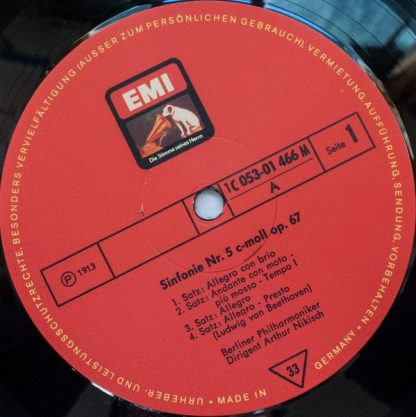 EMI
Die Stimme seines Herrn
1C 053-01 466 M
A
Seite 1
Ⓟ 1913
Sinfonie Nr. 5 c-moll op. 67
1. Satz: Allegro con brio
2. Satz: Andante con moto -
più mosso - Tempo I
3. Satz: Allegro -
4. Satz: Allegro - Presto
(Ludwig van Beethoven)
Berliner Philharmoniker
Dirigent Arthur Nikisch
33
URHEBER- UND LEISTUNGSSCHUTZRECHTE, BESONDERS VERVIELFÄLTIGUNG (AUSSER ZUM PERSÖNLICHEN GEBRAUCH), VERMIETUNG, AUFFÜHRUNG, SENDUNG, VORBEHALTEN • MADE IN GERMANY •